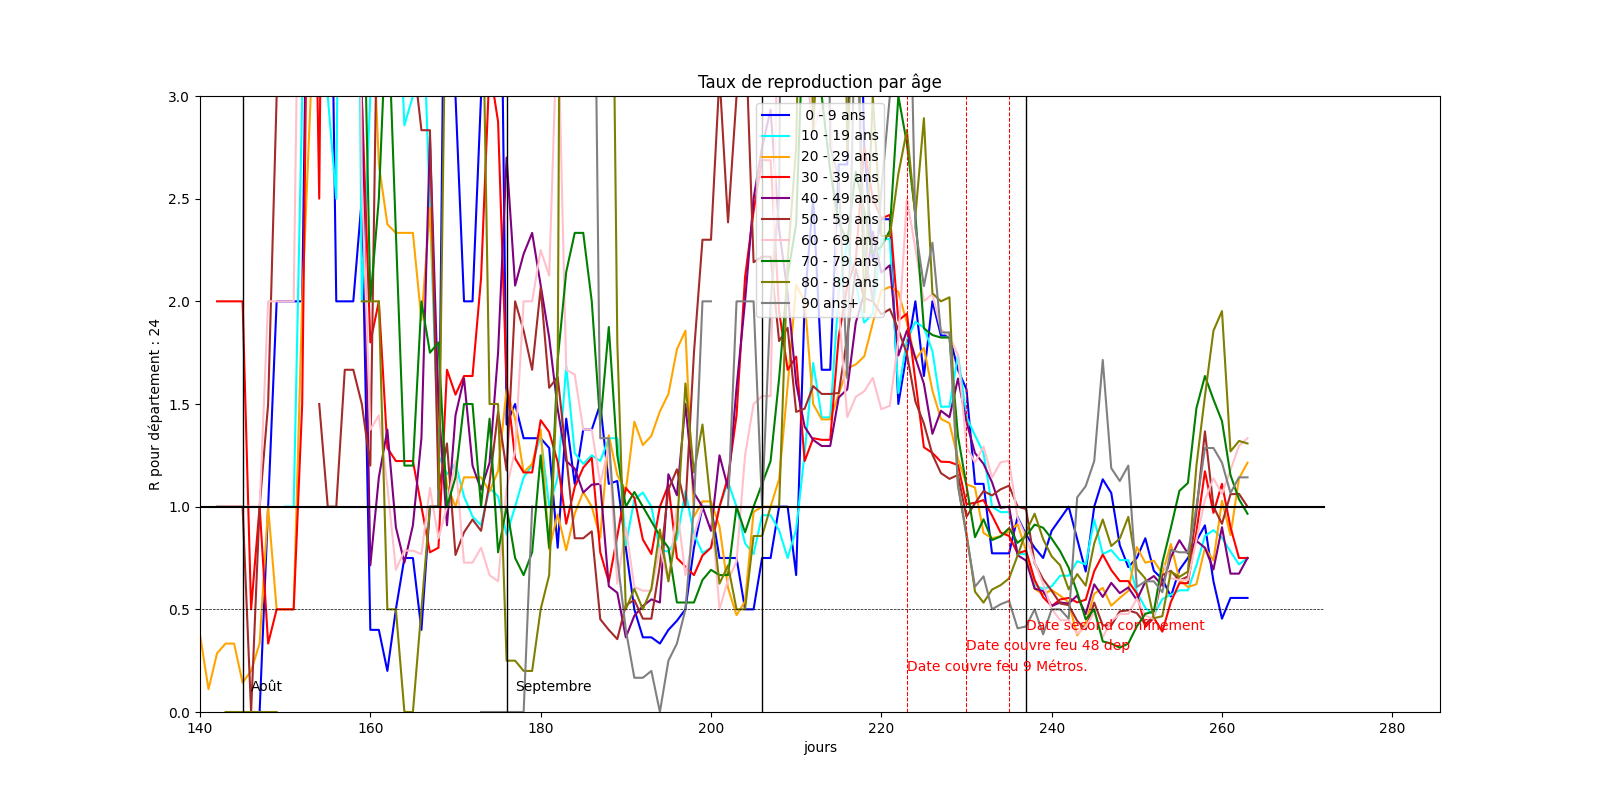 Taux de reproduction par âge
R pour département : 24
3.0
2.5
2.0
1.5
1.0
0.5
0.0
0 - 9 ans
10 - 19 ans
20 - 29 ans
30 - 39 ans
40 - 49 ans
50 - 59 ans
60 - 69 ans
70 - 79 ans
80 - 89 ans
90 ans+
Date second confinement
Date couvre feu 48 dep
Date couvre feu 9 Métros.
Août
Septembre
140 160 180 200 220 240 260 280
jours